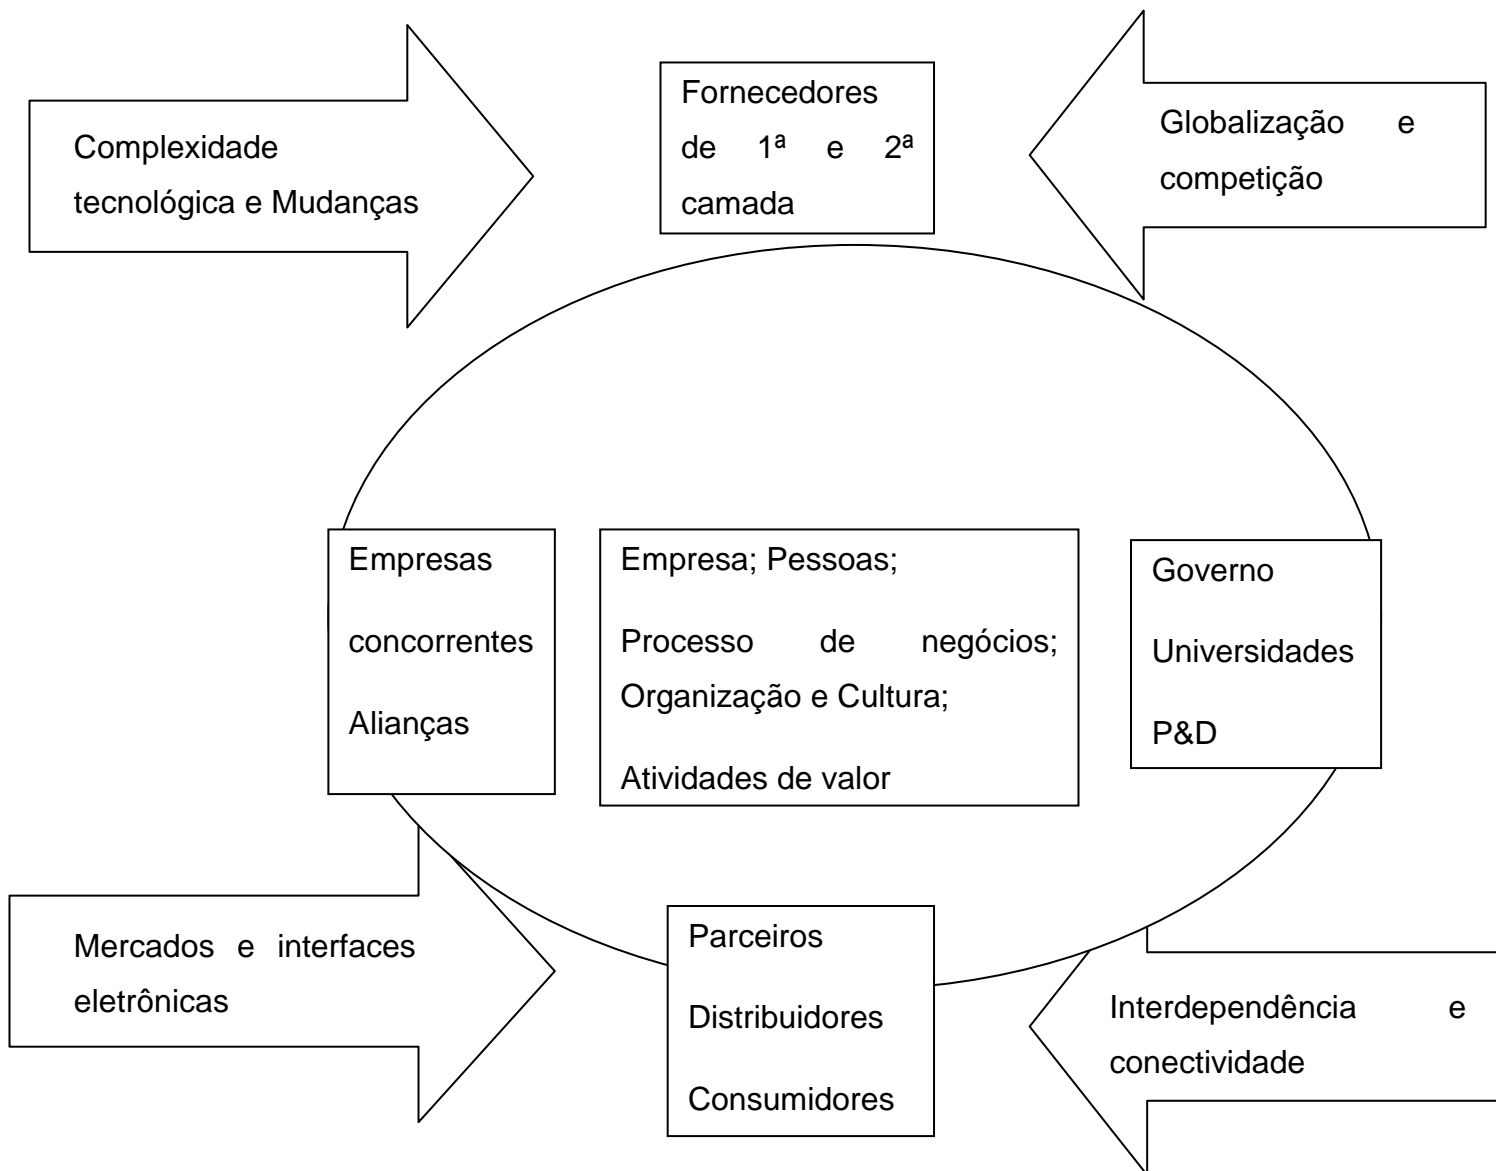 Complexidade
tecnológica e Mudanças
Fornecedores
de 1ª e 2ª
camada
Globalização e
competição
Empresas
concorrentes
Alianças
Empresa; Pessoas;
Processo de negócios;
Organização e Cultura;
Atividades de valor
Governo
Universidades
P&D
Mercados e interfaces
eletrônicas
Parceiros
Distribuidores
Consumidores
Interdependência e
conectividade